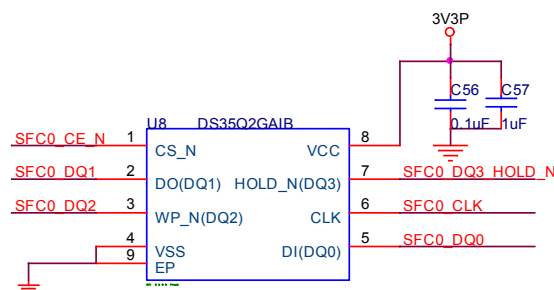 3V3P
C56
C57
0.1uF
1uF
U8
DS35Q2GAIB
SFC0_CE_N
1
CS_N
VCC
8
SFC0_DQ1
2
DO(DQ1)
HOLD_N(DQ3)
7
SFC0_DQ3_HOLD_N
SFC0_DQ2
3
WP_N(DQ2)
CLK
6
SFC0_CLK
4
VSS
DI(DQ0)
5
SFC0_DQ0
9
EP